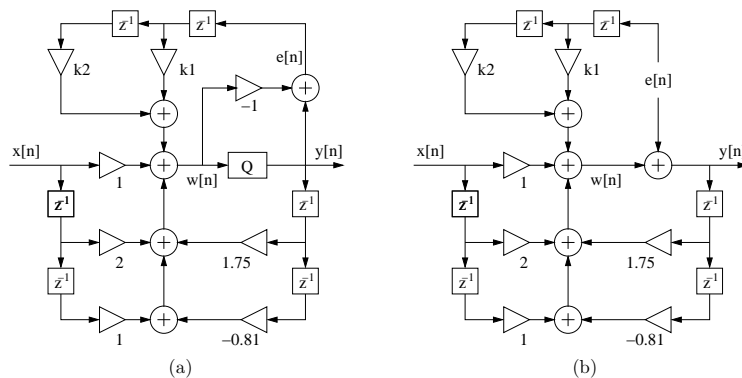 z⁻¹ z⁻¹ z⁻¹ z⁻¹
e[n]
k2 k1 k2 k1
e[n]
−1
x[n] y[n] x[n] y[n]
Q
1 w[n] 1 w[n]
z⁻¹ z⁻¹ z⁻¹ z⁻¹
2 1.75 2 1.75
z⁻¹ z⁻¹ z⁻¹ z⁻¹
1 −0.81 1 −0.81
(a) (b)